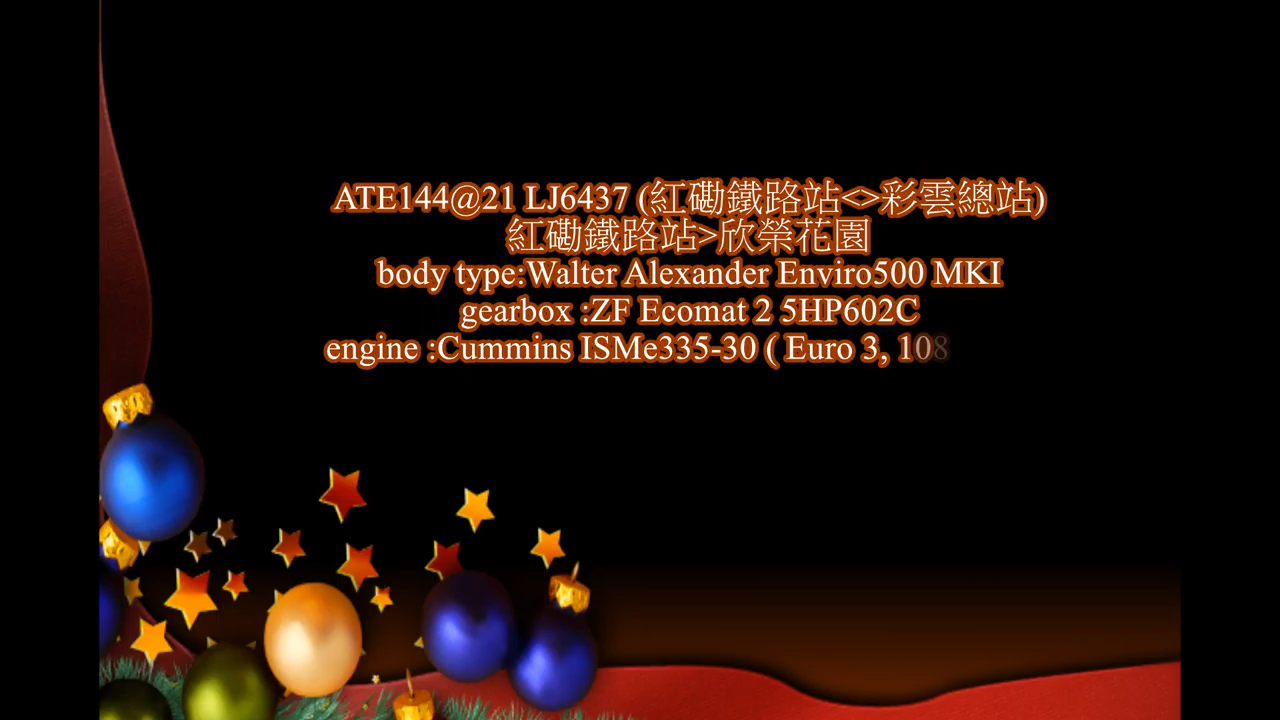 ATE144@21 LJ6437 (紅磡鐵路站<>彩雲總站)
紅磡鐵路站>欣榮花園
body type:Walter Alexander Enviro500 MKI
gearbox :ZF Ecomat 2 5HP602C
engine :Cummins ISMe335-30 ( Euro 3, 108